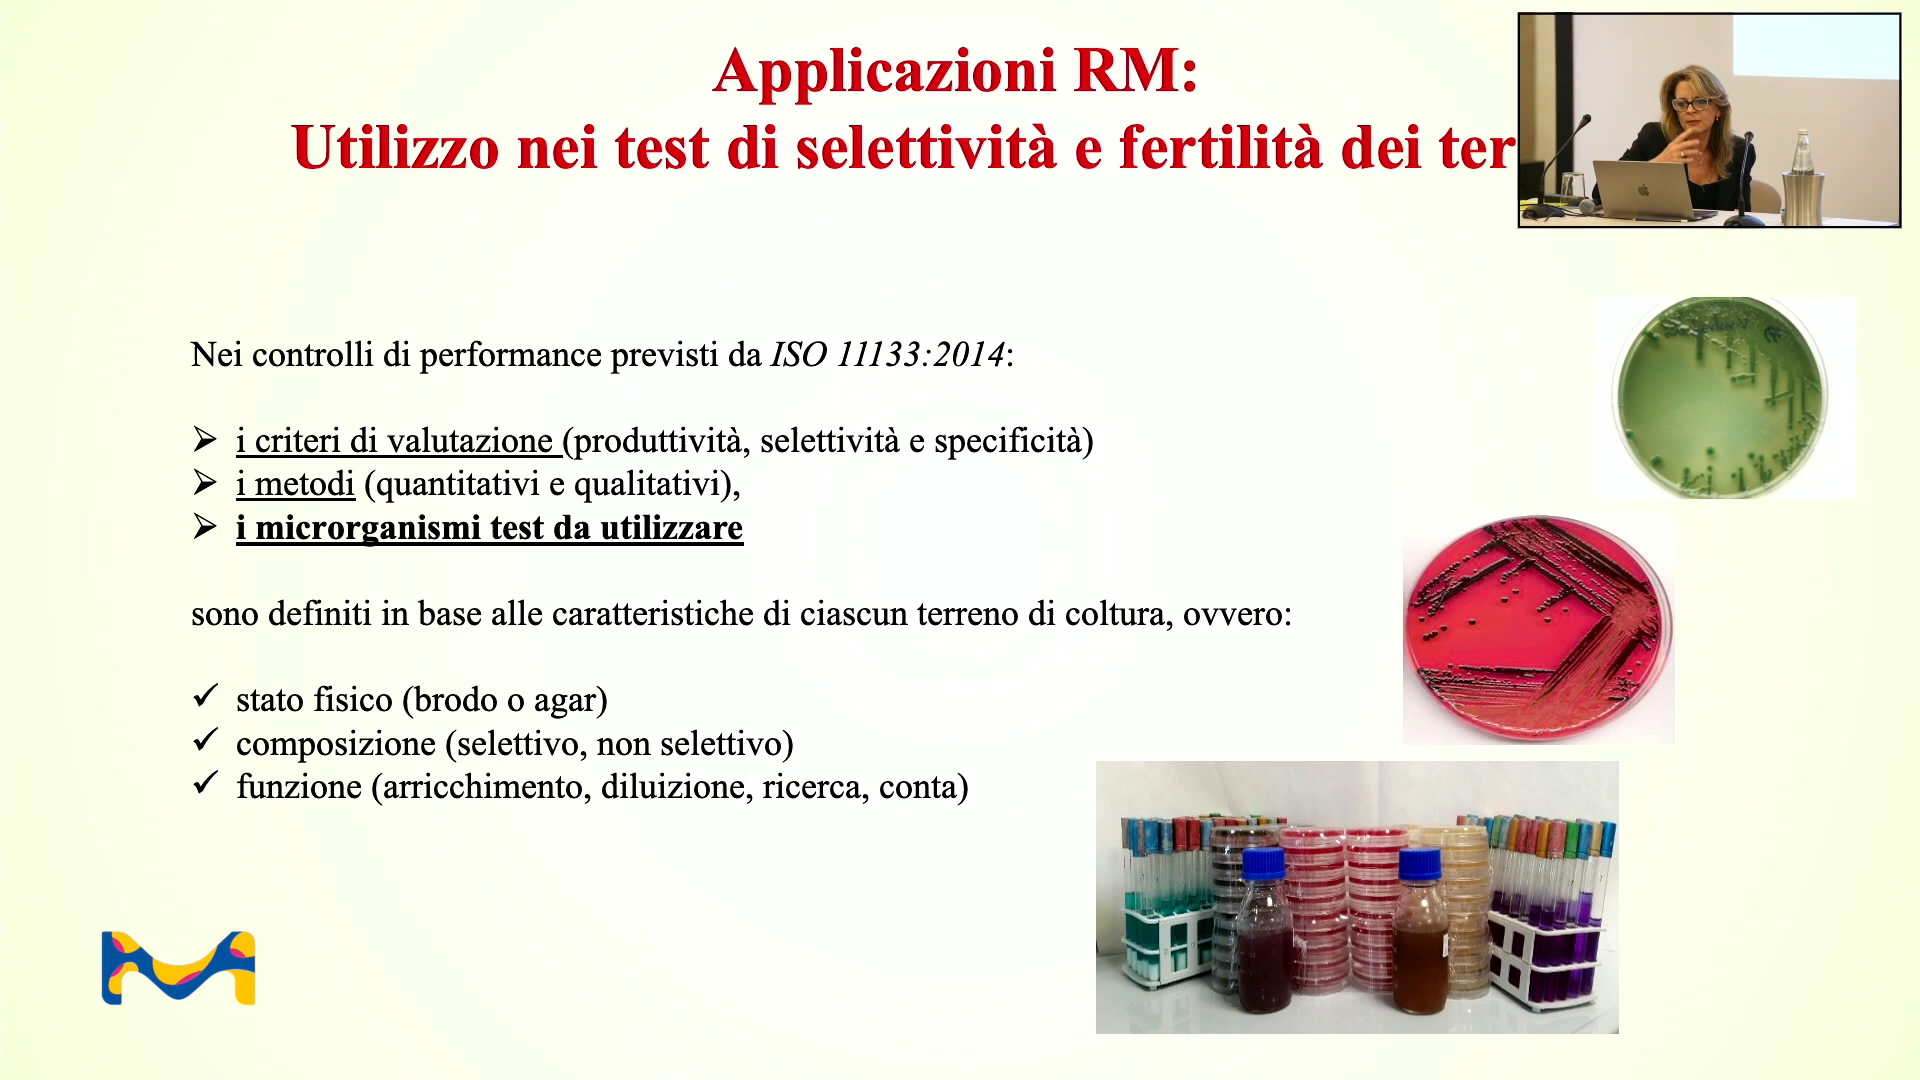 Applicazioni RM:
Utilizzo nei test di selettività e fertilità dei ter
Nei controlli di performance previsti da ISO 11133:2014:
➢ i criteri di valutazione (produttività, selettività e specificità)
➢ i metodi (quantitativi e qualitativi),
➢ i microrganismi test da utilizzare
sono definiti in base alle caratteristiche di ciascun terreno di coltura, ovvero:
✓ stato fisico (brodo o agar)
✓ composizione (selettivo, non selettivo)
✓ funzione (arricchimento, diluizione, ricerca, conta)